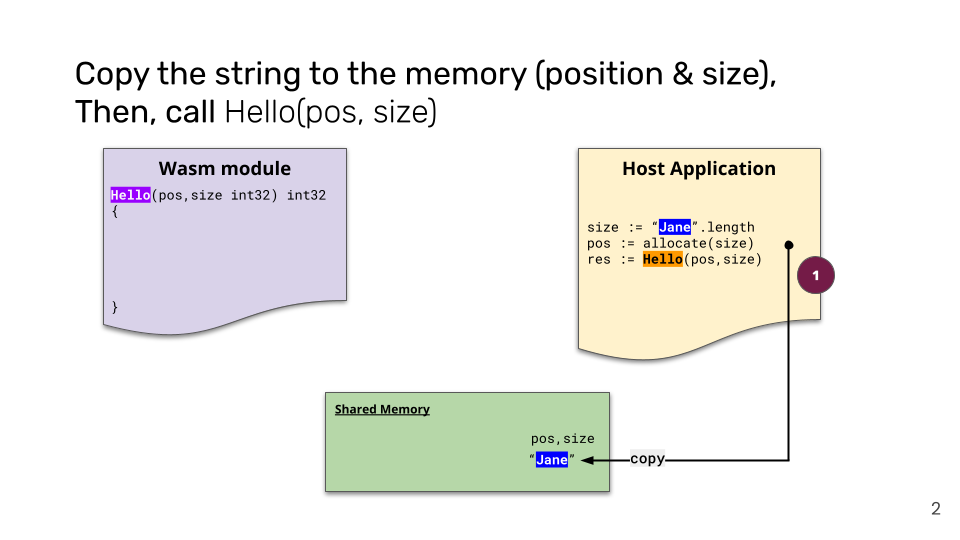 Copy the string to the memory (position & size),
Then, call Hello(pos, size)
Wasm module
Hello(pos,size int32) int32
{
}
Host Application
size := “Jane”.length
pos := allocate(size)
res := Hello(pos,size)
1
Shared Memory
pos,size
“Jane”
copy
2